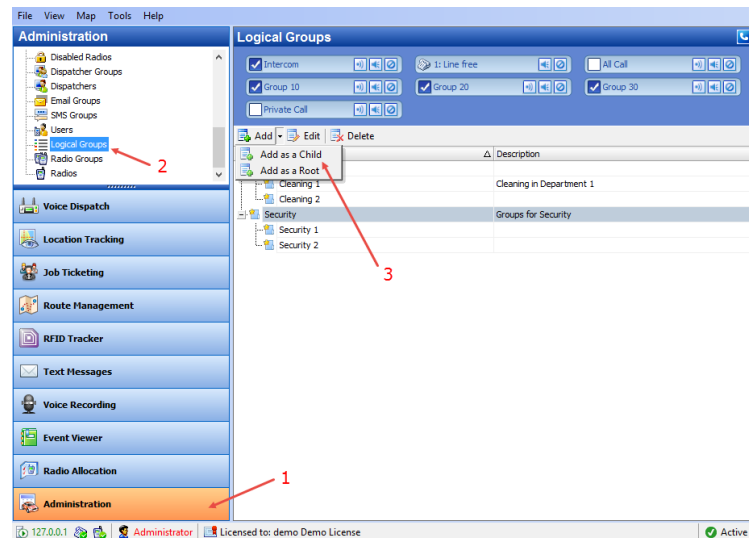 File View Map Tools Help
Administration
Logical Groups
Disabled Radios
Dispatcher Groups
Dispatchers
Email Groups
SMS Groups
Users
Logical Groups
Radio Groups
Radios
2
Intercom
1: Line free
All Call
Group 10
Group 20
Group 30
Private Call
Add Edit Delete
Add as a Child
Add as a Root
Description
Cleaning 1 Cleaning in Department 1
Cleaning 2
Security Groups for Security
Security 1
Security 2
3
Voice Dispatch
Location Tracking
Job Ticketing
Route Management
RFID Tracker
Text Messages
Voice Recording
Event Viewer
Radio Allocation
Administration
1
127.0.0.1 Administrator Licensed to: demo Demo License Active